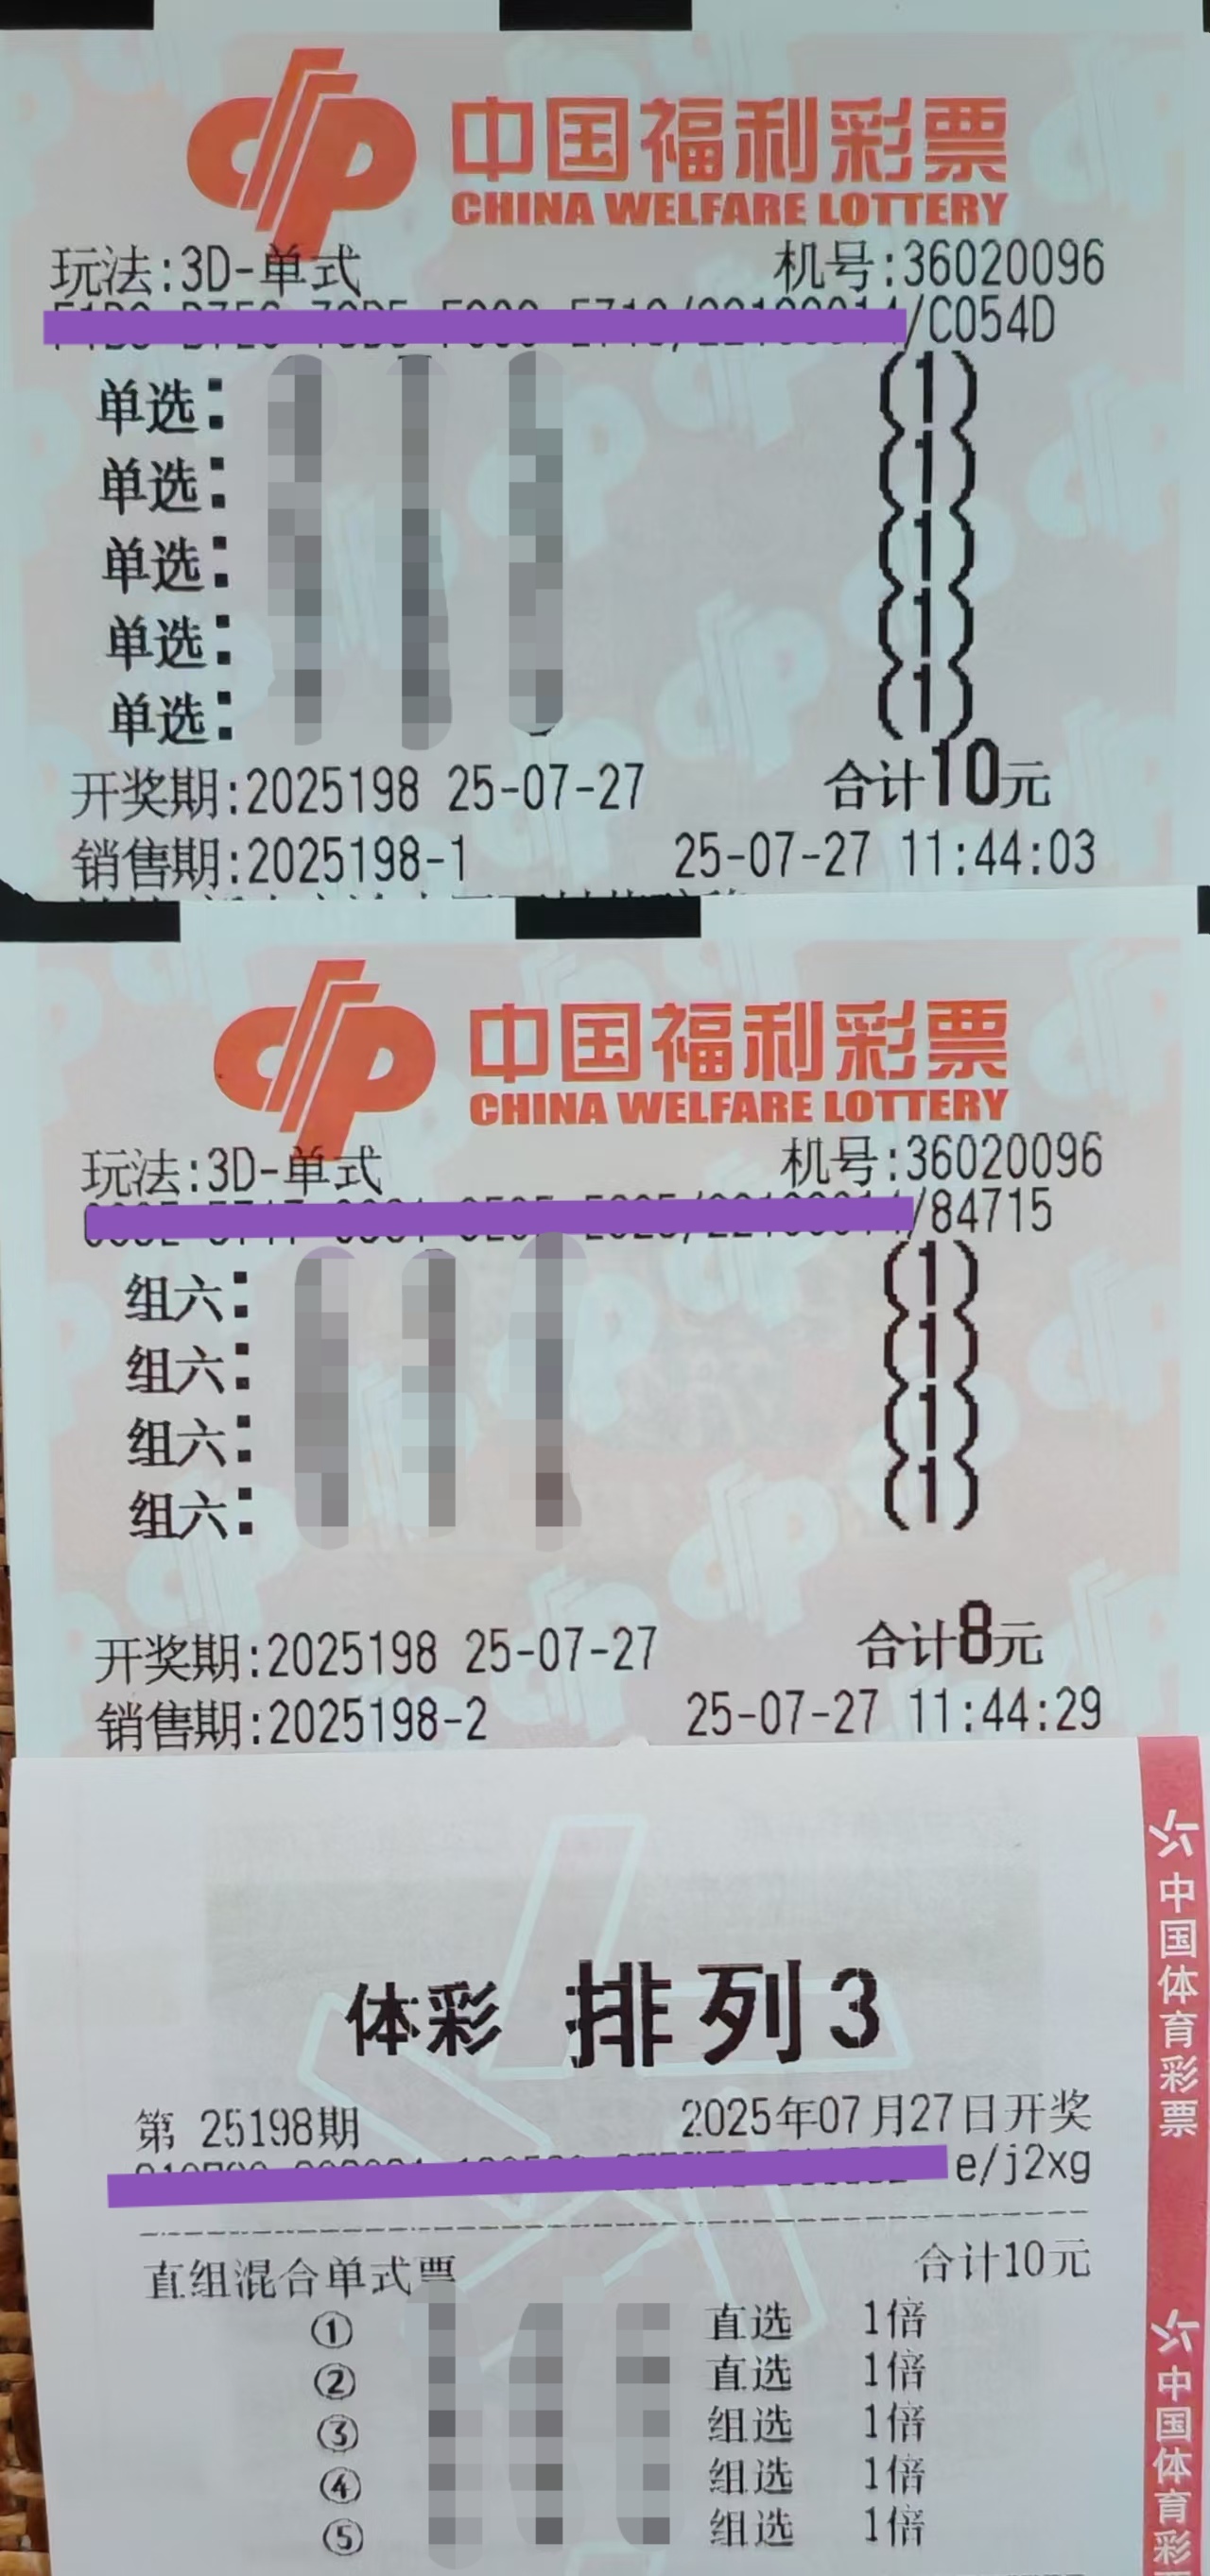 中国福利彩票
CHINA WELFARE LOTTERY
玩法:3D-单式 机号:36020096
/C054D
单选: (1)
单选: (1)
单选: (1)
单选: (1)
单选: (1)
合计10元
开奖期:2025198 25-07-27
销售期:2025198-1 25-07-27 11:44:03
中国福利彩票
CHINA WELFARE LOTTERY
玩法:3D-单式 机号:36020096
/84715
组六: (1)
组六: (1)
组六: (1)
组六: (1)
合计8元
开奖期:2025198 25-07-27
销售期:2025198-2 25-07-27 11:44:29
体彩 排列3
第 25198期 2025年07月27日开奖
e/j2xg
直组混合单式票 合计10元
① 直选 1倍
② 直选 1倍
③ 组选 1倍
④ 组选 1倍
⑤ 组选 1倍
中国体育彩票
中国体育彩